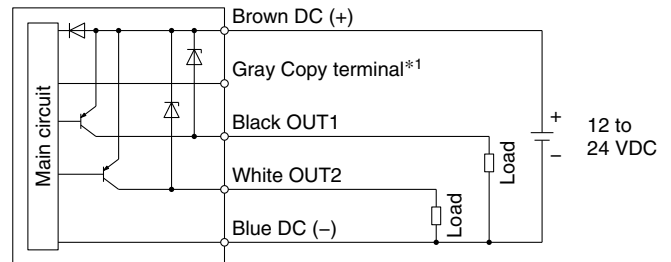 Brown DC (+)
Gray Copy terminal*1
Main circuit
Black OUT1
+
12 to
−
24 VDC
Load
White OUT2
Load
Blue DC (−)